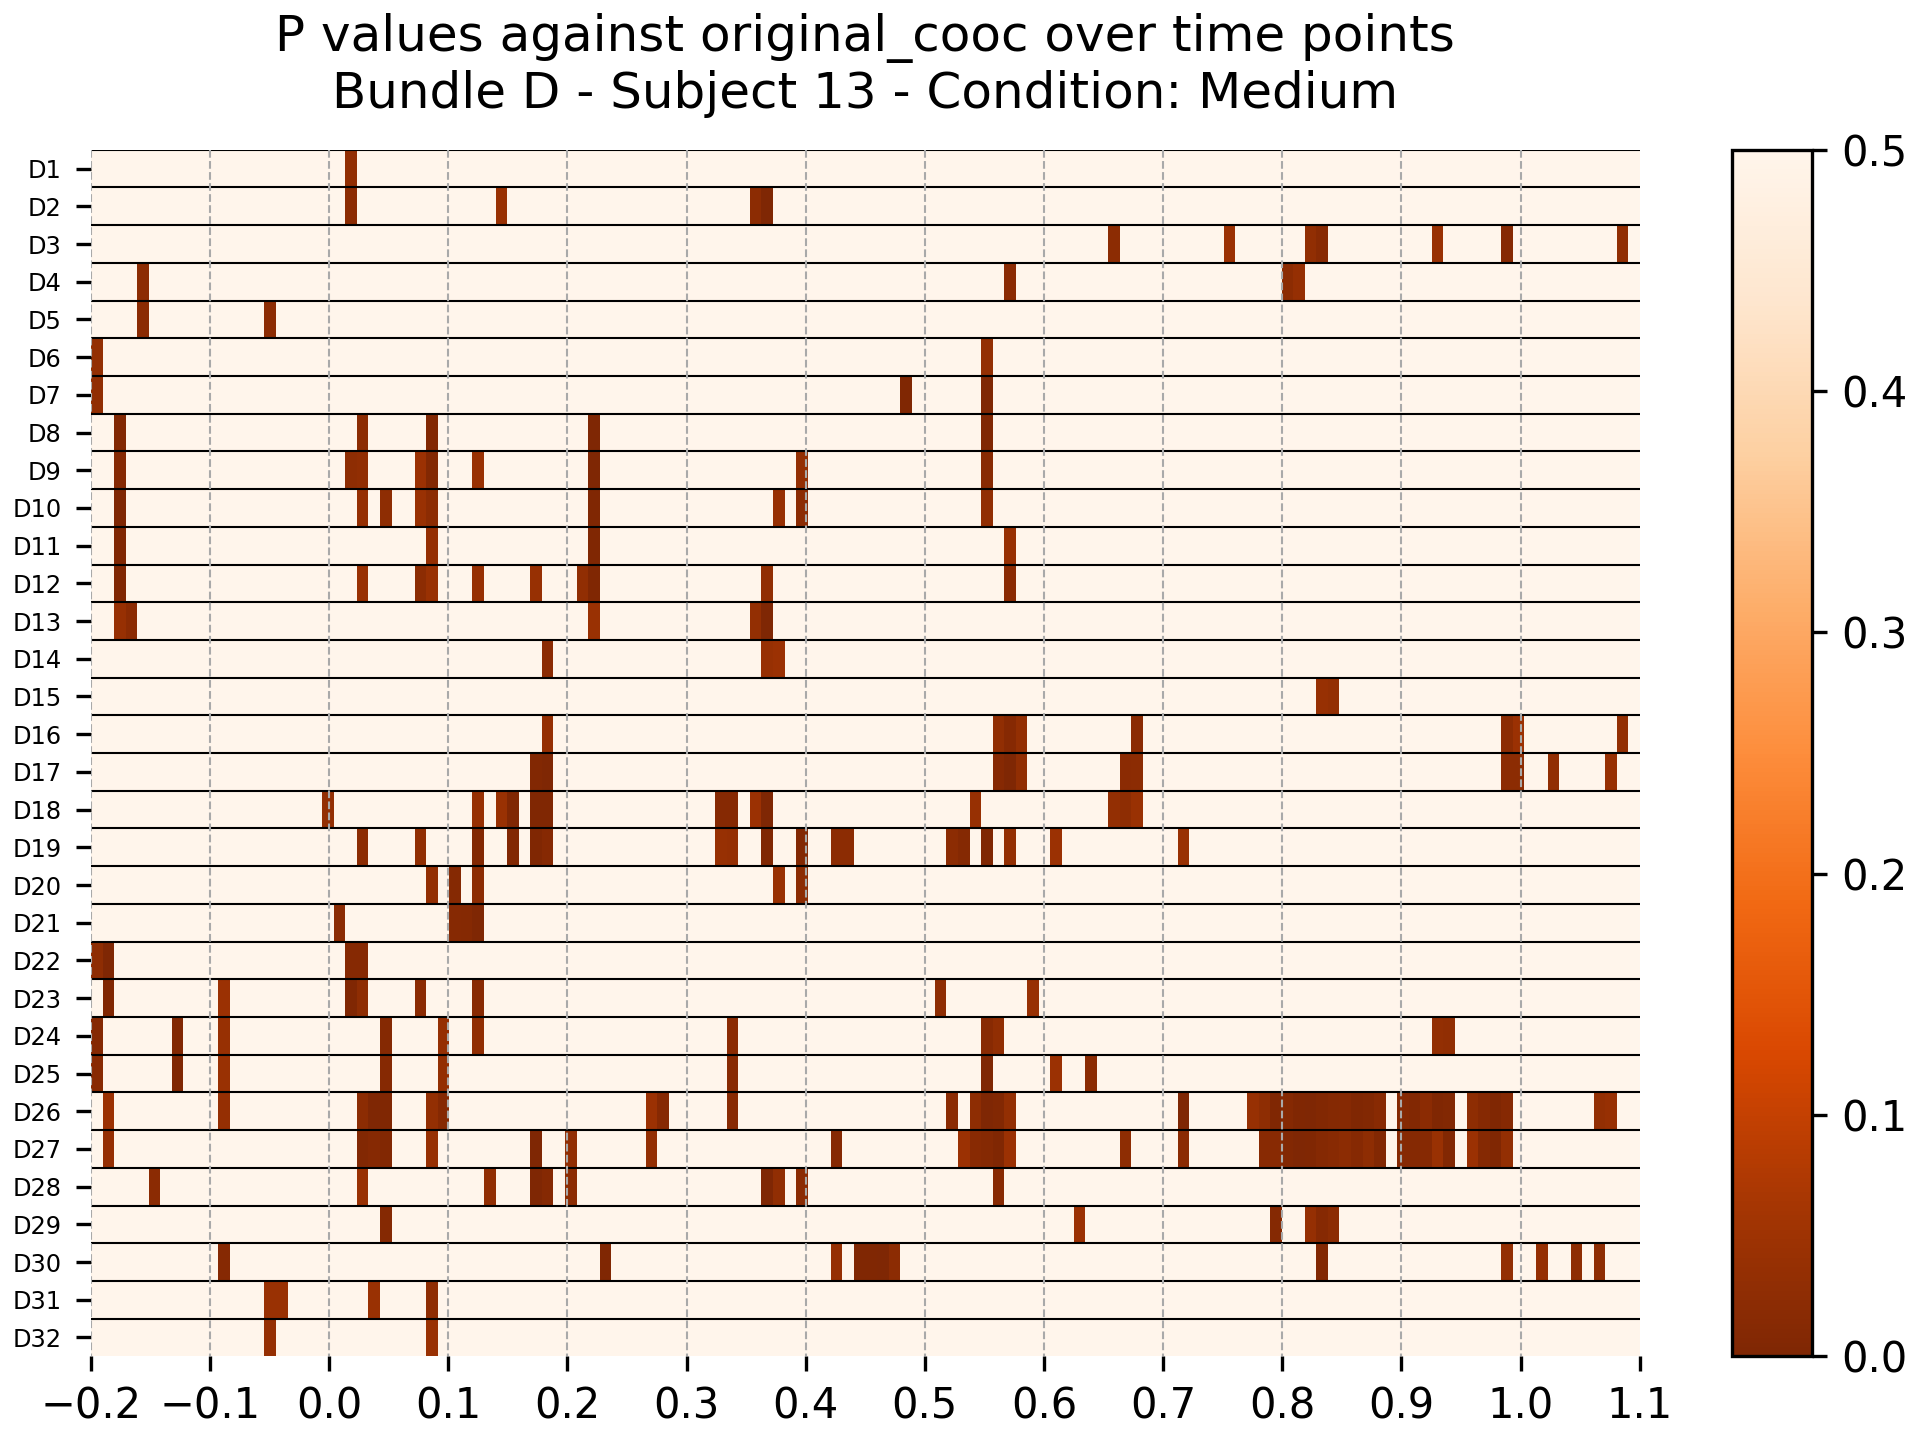 P values against original_cooc over time points
Bundle D - Subject 13 - Condition: Medium
D1
D2
D3
D4
D5
D6
D7
D8
D9
D10
D11
D12
D13
D14
D15
D16
D17
D18
D19
D20
D21
D22
D23
D24
D25
D26
D27
D28
D29
D30
D31
D32
−0.2 −0.1 0.0 0.1 0.2 0.3 0.4 0.5 0.6 0.7 0.8 0.9 1.0 1.1
0.5
0.4
0.3
0.2
0.1
0.0